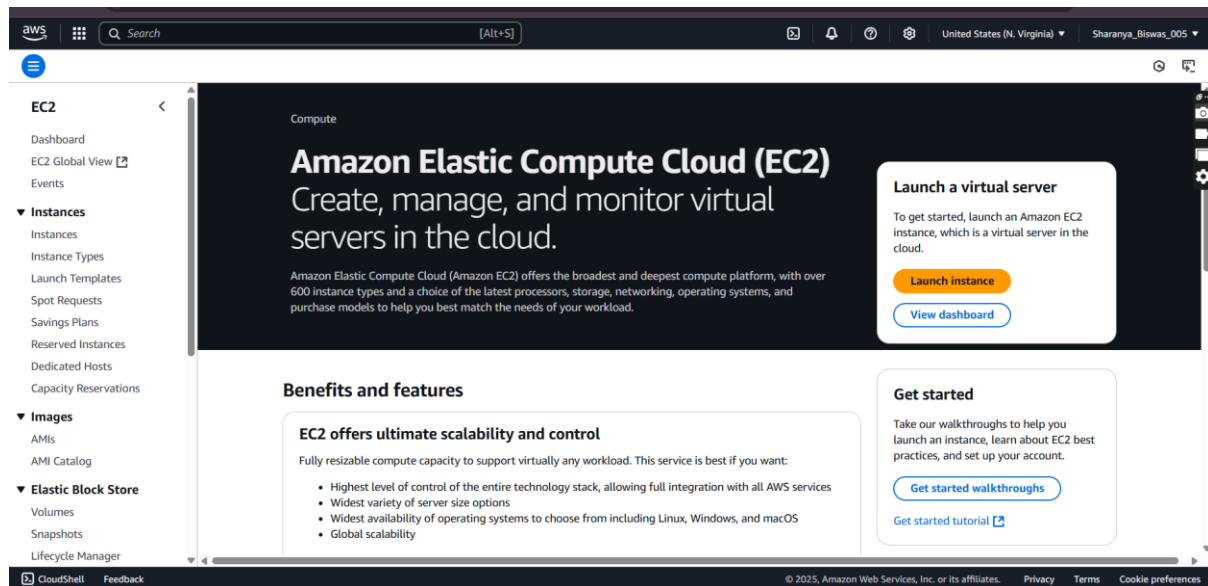 aws
Search
[Alt+S]
United States (N. Virginia)
Sharanya_Biswas_005
EC2
Dashboard
EC2 Global View
Events
Instances
Instances
Instance Types
Launch Templates
Spot Requests
Savings Plans
Reserved Instances
Dedicated Hosts
Capacity Reservations
Images
AMIs
AMI Catalog
Elastic Block Store
Volumes
Snapshots
Lifecycle Manager
Compute
Amazon Elastic Compute Cloud (EC2)
Create, manage, and monitor virtual
servers in the cloud.
Amazon Elastic Compute Cloud (Amazon EC2) offers the broadest and deepest compute platform, with over
600 instance types and a choice of the latest processors, storage, networking, operating systems, and
purchase models to help you best match the needs of your workload.
Launch a virtual server
To get started, launch an Amazon EC2
instance, which is a virtual server in the
cloud.
Launch instance
View dashboard
Benefits and features
EC2 offers ultimate scalability and control
Fully resizable compute capacity to support virtually any workload. This service is best if you want:
• Highest level of control of the entire technology stack, allowing full integration with all AWS services
• Widest variety of server size options
• Widest availability of operating systems to choose from including Linux, Windows, and macOS
• Global scalability
Get started
Take our walkthroughs to help you
launch an instance, learn about EC2 best
practices, and set up your account.
Get started walkthroughs
Get started tutorial
CloudShell
Feedback
© 2025, Amazon Web Services, Inc. or its affiliates.
Privacy
Terms
Cookie preferences